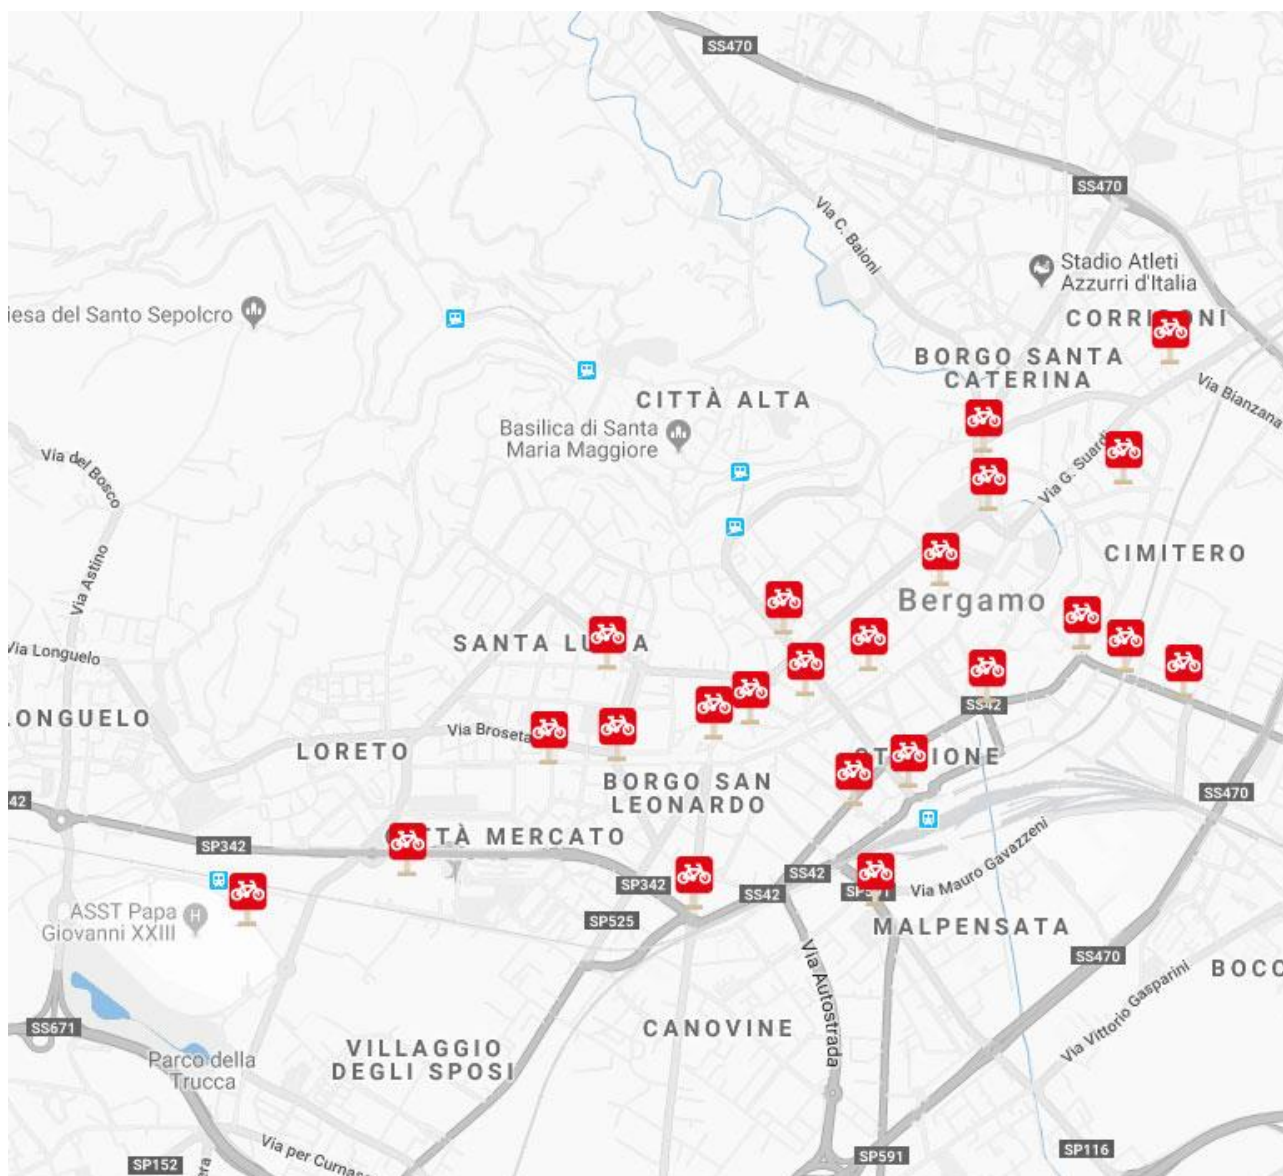 SS470
SS470
Via C. Baioni
Stadio Atleti
Azzurri d'Italia
iesa del Santo Sepolcro
BORGO SANTA
CATERINA
Via Bianzana
CITTÀ ALTA
Basilica di Santa
Maria Maggiore
Via G. Suardi
Via del Bosco
Via Astino
CIMITERO
Bergamo
Via Longuelo
SANTA LU A
LONGUELO
SS42
Via Broseta
LORETO
ST IONE
BORGO SAN
LEONARDO
SS470
42
SP342
TTÀ MERCATO
SS42
SP342
SS42
Via Mauro Gavazzeni
ASST Papa
Giovanni XXIII
H
SP525
MALPENSATA
SS470
BOCC
Via Autostrada
Via Vittorio Gasparini
SS671
CANOVINE
VILLAGGIO
DEGLI SPOSI
Parco della
Trucca
Via per Curnas
SP152
SP591
SP116